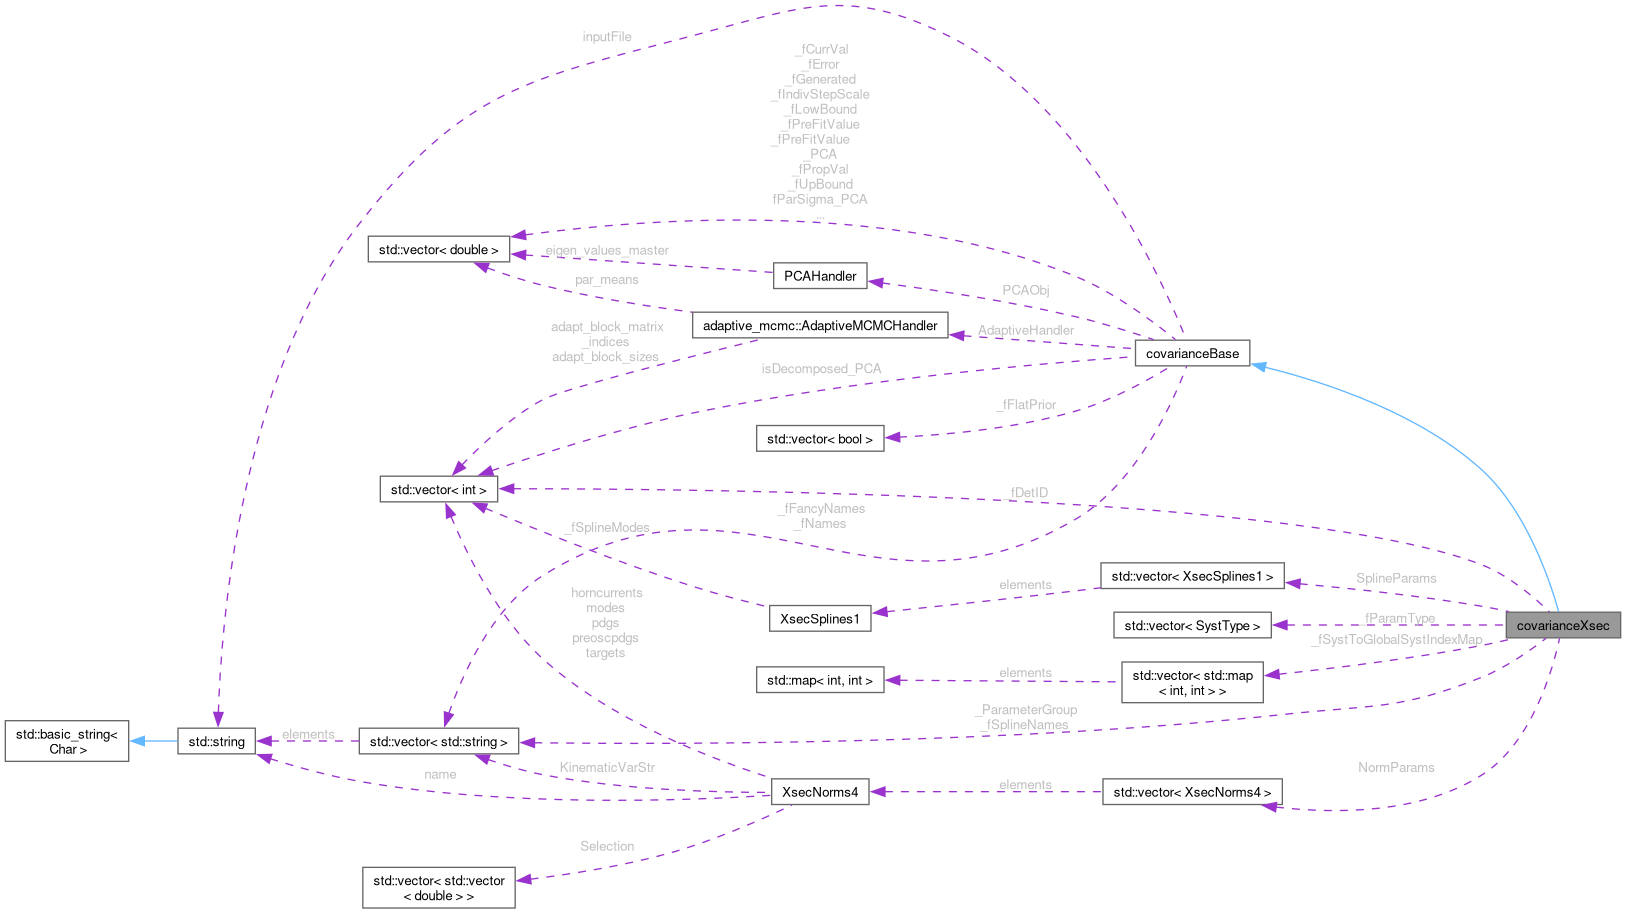 inputFile
_fCurrVal
_fError
_fGenerated
_fIndivStepScale
_fLowBound
_fPreFitValue
_fPreFitValue
_PCA
_fPropVal
_fUpBound
fParSigma_PCA
...
std::vector< double >
eigen_values_master
PCAHandler
par_means
PCAObj
adaptive_mcmc::AdaptiveMCMCHandler
AdaptiveHandler
adapt_block_matrix
_indices
adapt_block_sizes
covarianceBase
isDecomposed_PCA
_fFlatPrior
std::vector< bool >
std::vector< int >
_fDetID
_fFancyNames
_fNames
_fSplineModes
std::vector< XsecSplines1 >
SplineParams
elements
horncurrents
modes
pdgs
preoscpdgs
targets
XsecSplines1
std::vector< SystType >
_fParamType
covarianceXsec
_fSystToGlobalSystIndexMap
std::map< int, int >
elements
std::vector< std::map
< int, int > >
_ParameterGroup
_fSplineNames
std::basic_string<
Char >
std::string
elements
std::vector< std::string >
name
KinematicVarStr
XsecNorms4
elements
std::vector< XsecNorms4 >
NormParams
Selection
std::vector< std::vector
< double > >